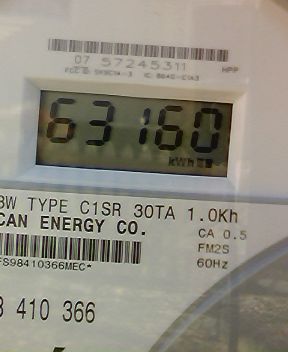 07 57245311
HPP
63160
kWh
3W TYPE C1SR 30TA 1.0Kh
CAN ENERGY CO.
CA 0.5
FM2S
FS98410366MEC*
60Hz
3 410 366